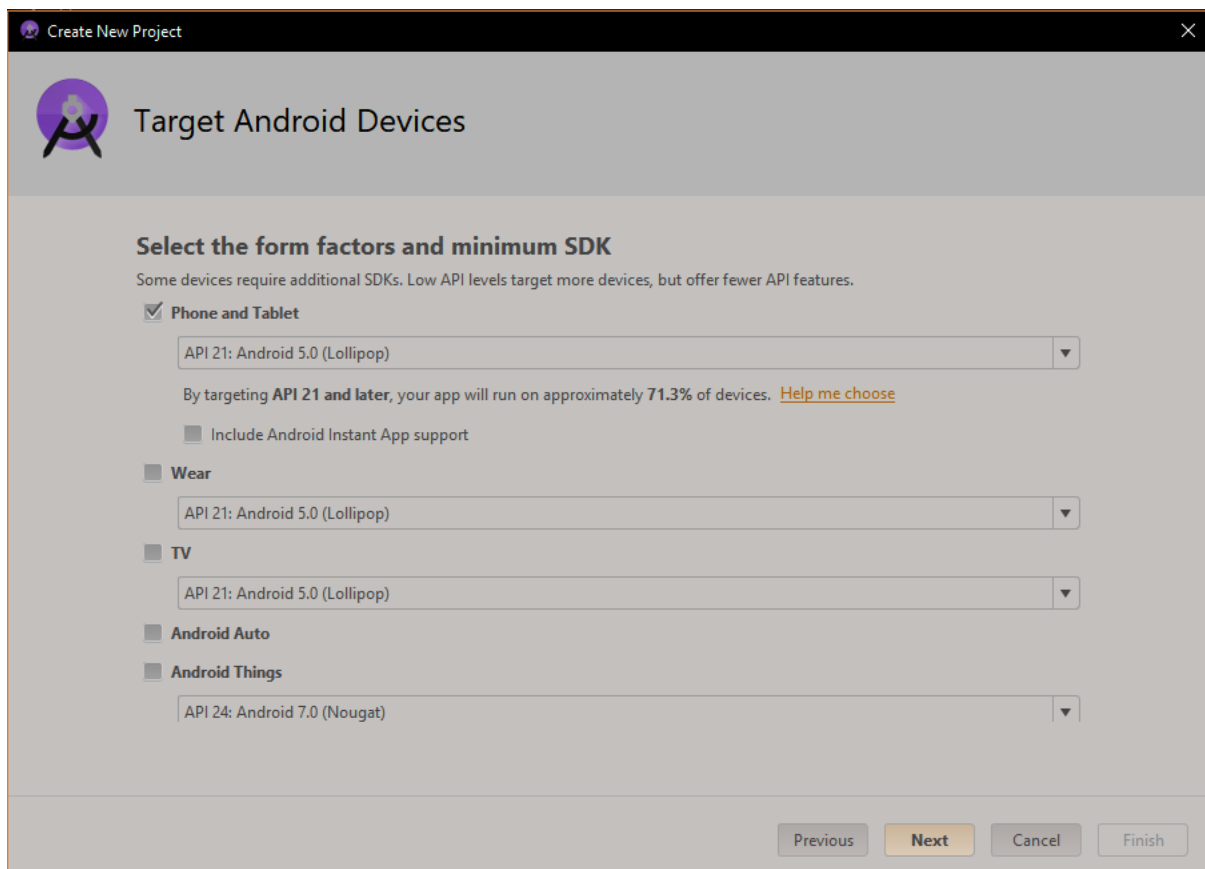 Create New Project
Target Android Devices
Select the form factors and minimum SDK
Some devices require additional SDKs. Low API levels target more devices, but offer fewer API features.
Phone and Tablet
API 21: Android 5.0 (Lollipop)
By targeting API 21 and later, your app will run on approximately 71.3% of devices. Help me choose
Include Android Instant App support
Wear
API 21: Android 5.0 (Lollipop)
TV
API 21: Android 5.0 (Lollipop)
Android Auto
Android Things
API 24: Android 7.0 (Nougat)
Previous Next Cancel Finish